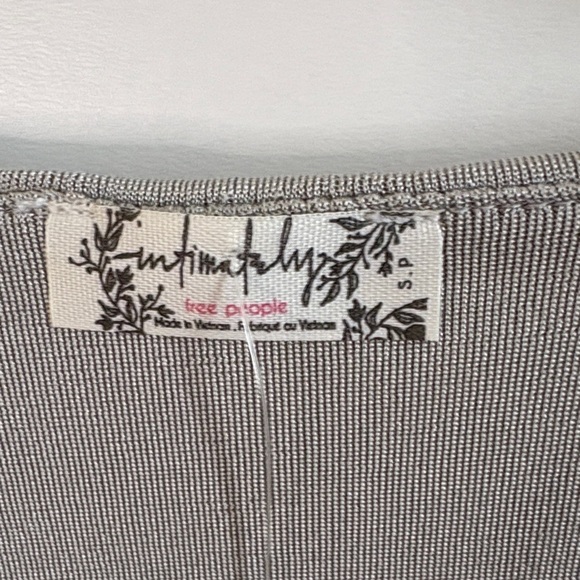 intimately
free people
Made in Vietnam . Fabriqué au Vietnam
S.P